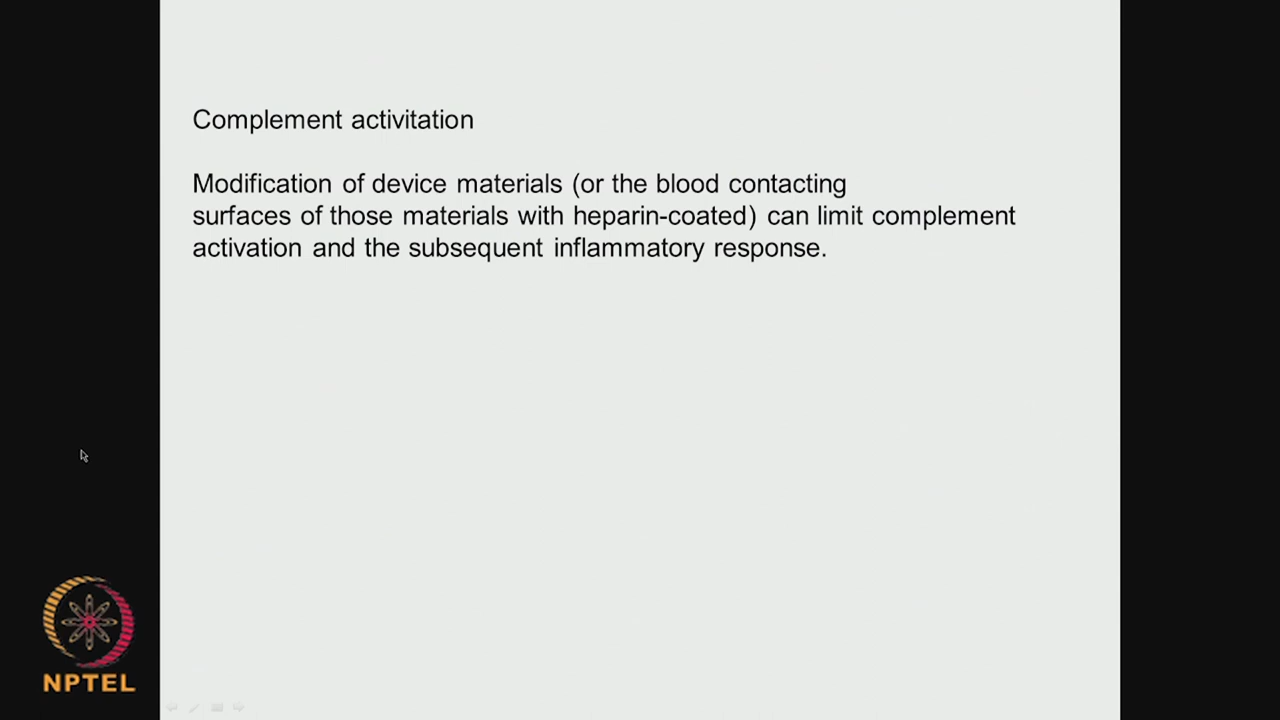 Complement activitation
Modification of device materials (or the blood contacting
surfaces of those materials with heparin-coated) can limit complement
activation and the subsequent inflammatory response.
NPTEL